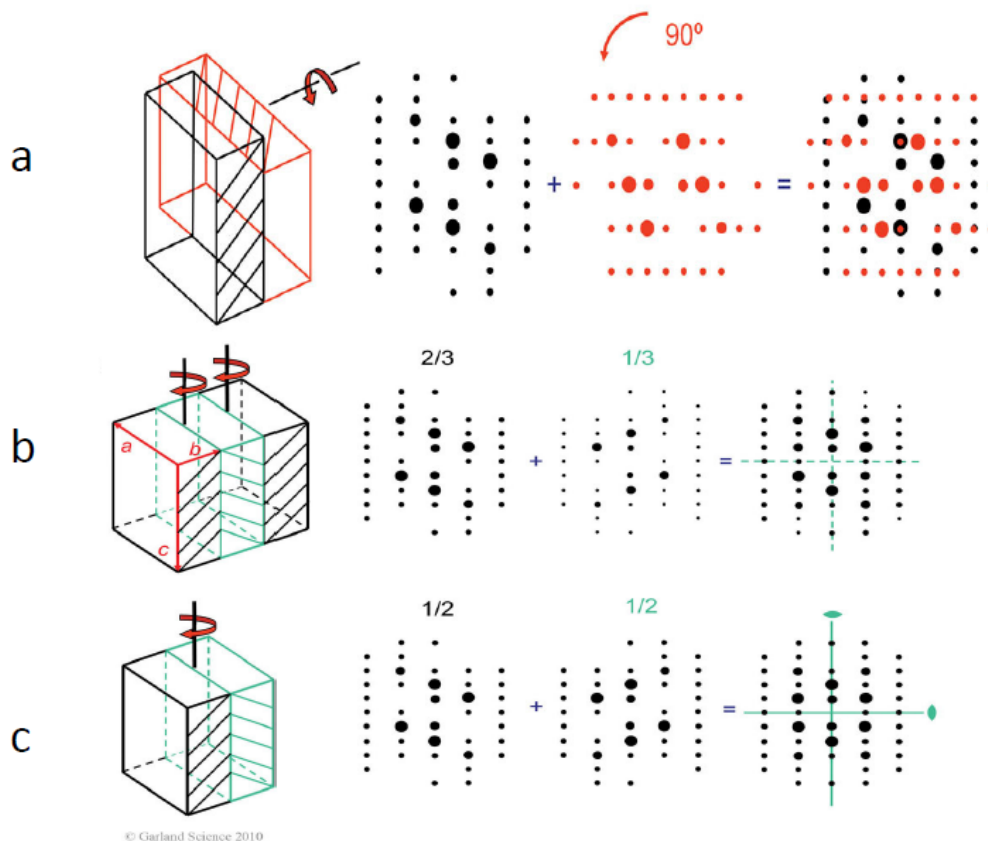 90º
a
+
=
2/3
1/3
b
a
b
c
+
=
1/2
1/2
c
+
=
© Garland Science 2010